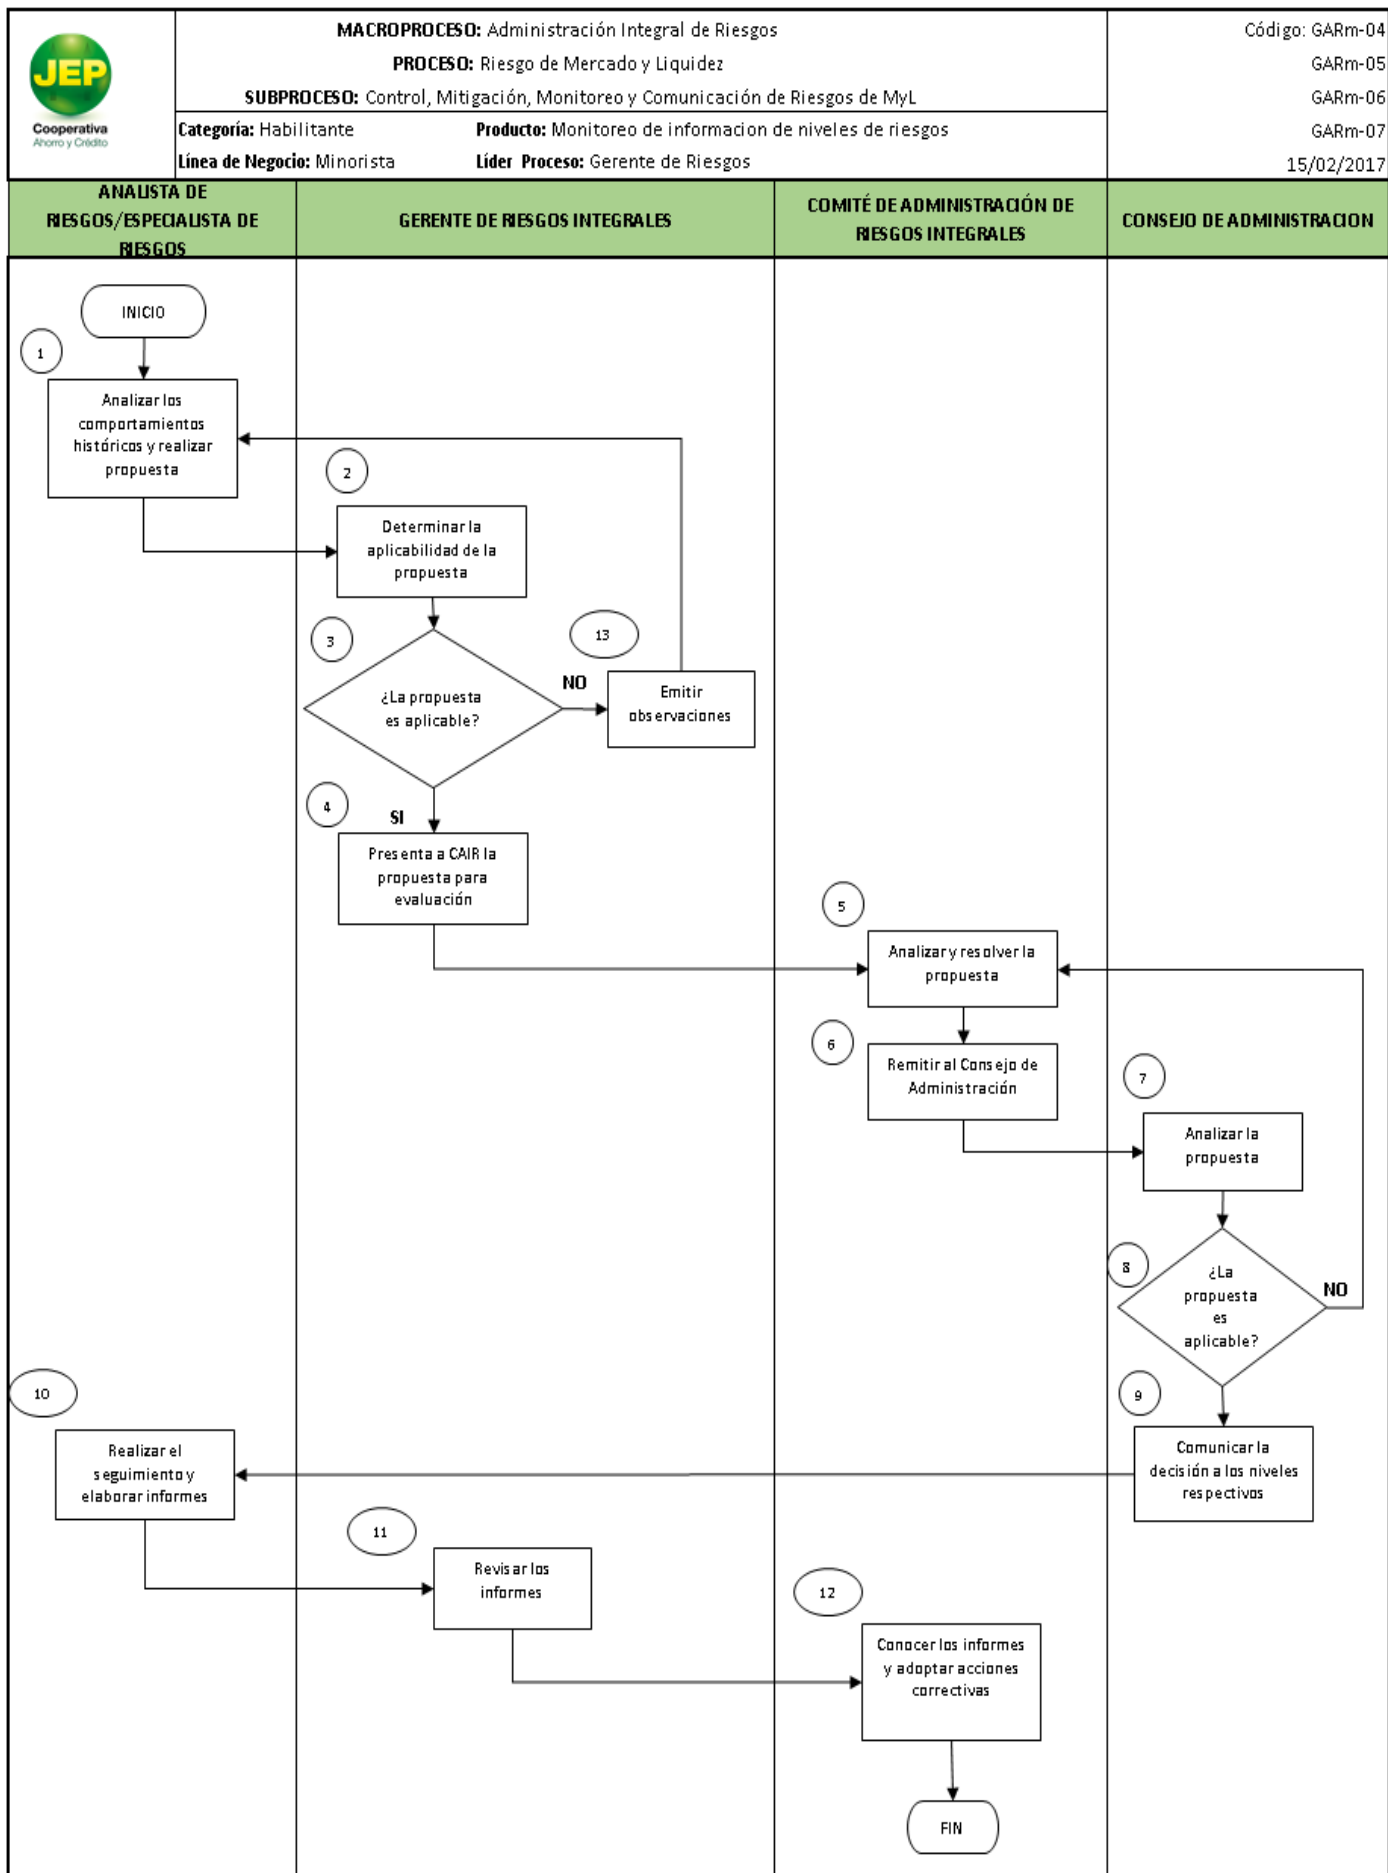 JEP
Cooperativa
Ahorro y Crédito
MACROPROCESO: Administración Integral de Riesgos
PROCESO: Riesgo de Mercado y Liquidez
SUBPROCESO: Control, Mitigación, Monitoreo y Comunicación de Riesgos de MyL
Categoría: Habilitante Producto: Monitoreo de informacion de niveles de riesgos
Línea de Negocio: Minorista Líder Proceso: Gerente de Riesgos
Código: GARm-04
GARm-05
GARm-06
GARm-07
15/02/2017
ANALISTA DE
RIESGOS/ESPECIALISTA DE
RIESGOS
GERENTE DE RIESGOS INTEGRALES
COMITÉ DE ADMINISTRACIÓN DE
RIESGOS INTEGRALES
CONSEJO DE ADMINISTRACION
INICIO
1
Analizar los
comportamientos
históricos y realizar
propuesta
2
Determinar la
aplicabilidad de la
propuesta
3
¿La propuesta
es aplicable?
NO
13
Emitir
observaciones
4
SI
Presenta a CAIR la
propuesta para
evaluación
5
Analizar y resolver la
propuesta
6
Remitir al Consejo de
Administración
7
Analizar la
propuesta
8
¿La
propuesta
es
aplicable?
NO
9
Comunicar la
decisión a los niveles
respectivos
10
Realizar el
seguimiento y
elaborar informes
11
Revisar los
informes
12
Conocer los informes
y adoptar acciones
correctivas
FIN